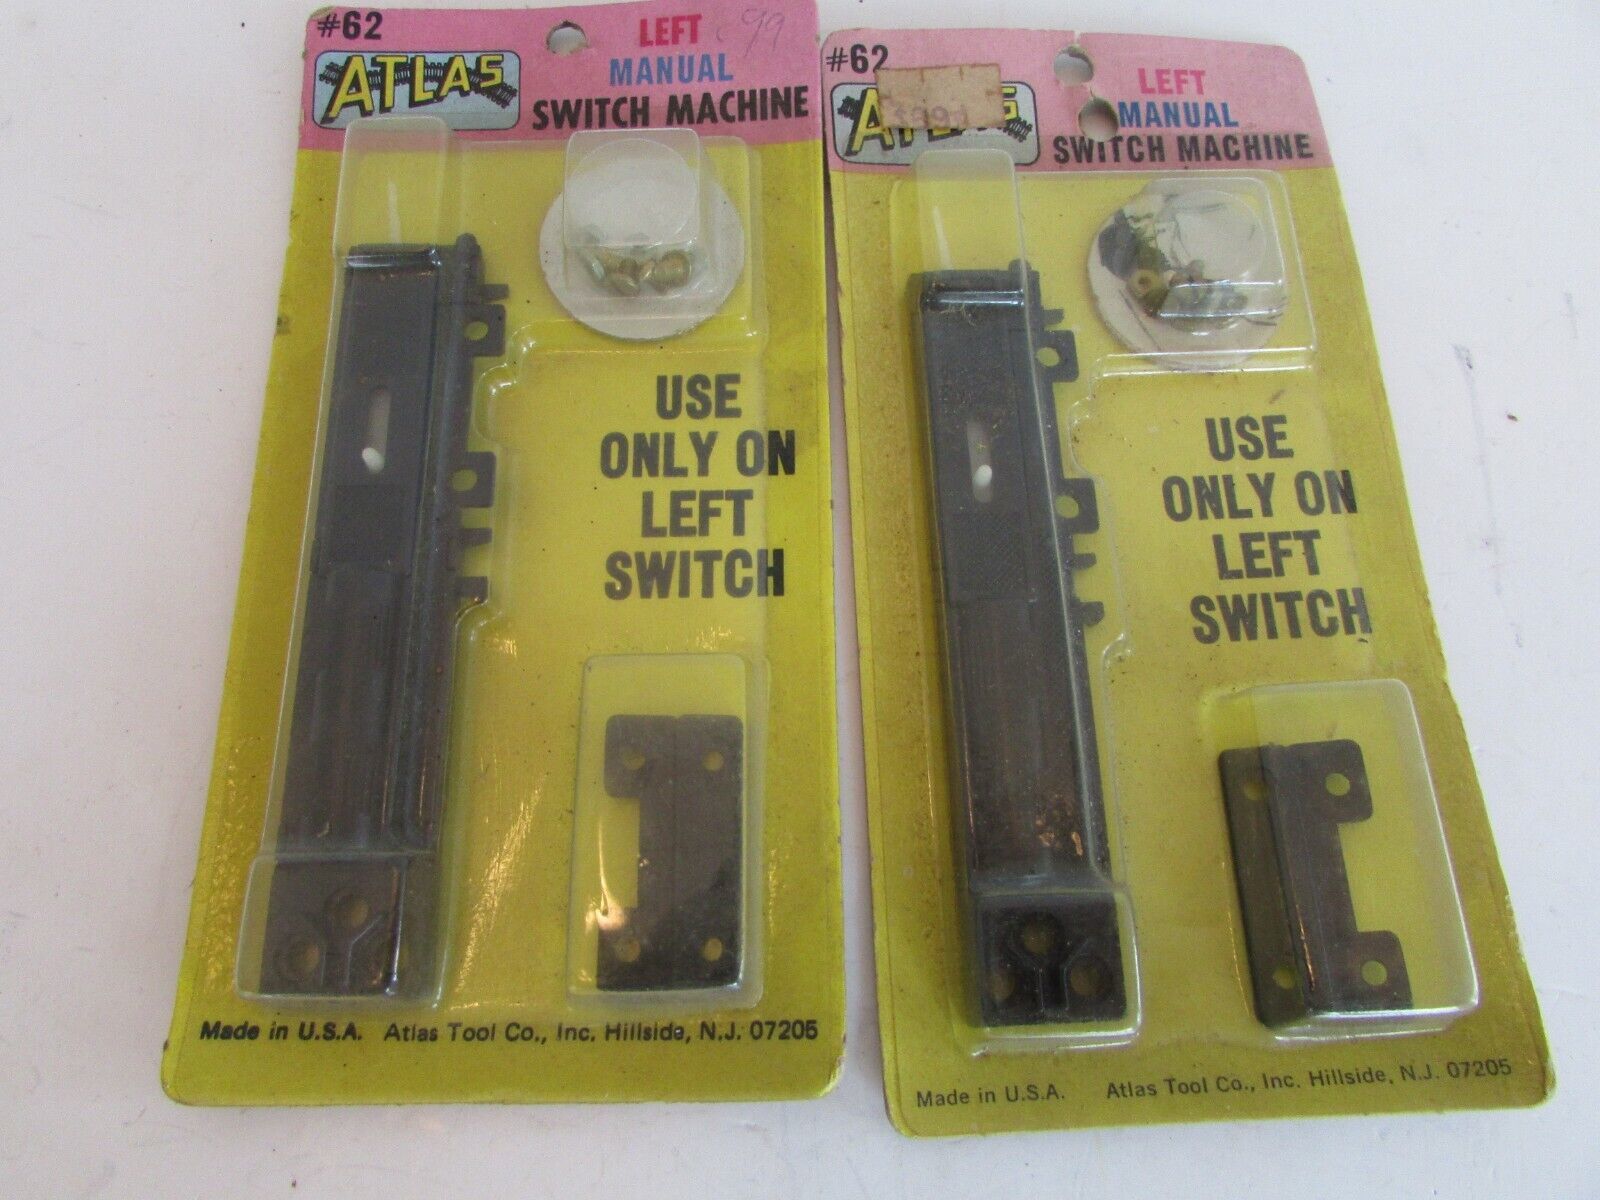 #62
ATLAS
LEFT
MANUAL
SWITCH MACHINE
99
USE
ONLY ON
LEFT
SWITCH
Made in U.S.A. Atlas Tool Co., Inc. Hillside, N.J. 07205
#62
ATLAS
LEFT
MANUAL
SWITCH MACHINE
USE
ONLY ON
LEFT
SWITCH
Made in U.S.A. Atlas Tool Co., Inc. Hillside, N.J. 07205